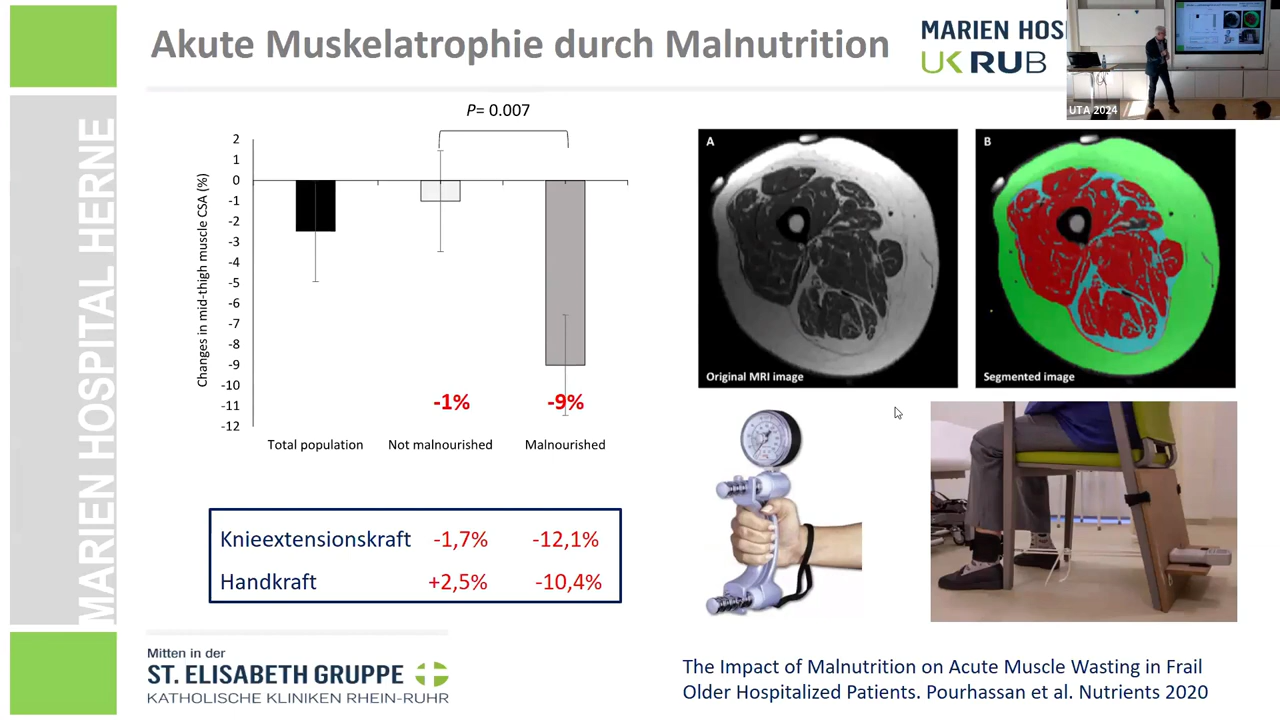 Akute Muskelatrophie durch Malnutrition
MARIEN HOS
UK RUB
UTA 2024
MARIEN HOSPITAL HERNE
P= 0.007
Changes in mid-thigh muscle CSA (%)
2
1
0
-1
-2
-3
-4
-5
-6
-7
-8
-9
-10
-11
-12
-1%
-9%
Total population
Not malnourished
Malnourished
A
Original MRI image
B
Segmented image
Knieextensionskraft -1,7% -12,1%
Handkraft +2,5% -10,4%
Mitten in der
ST. ELISABETH GRUPPE
KATHOLISCHE KLINIKEN RHEIN-RUHR
The Impact of Malnutrition on Acute Muscle Wasting in Frail
Older Hospitalized Patients. Pourhassan et al. Nutrients 2020